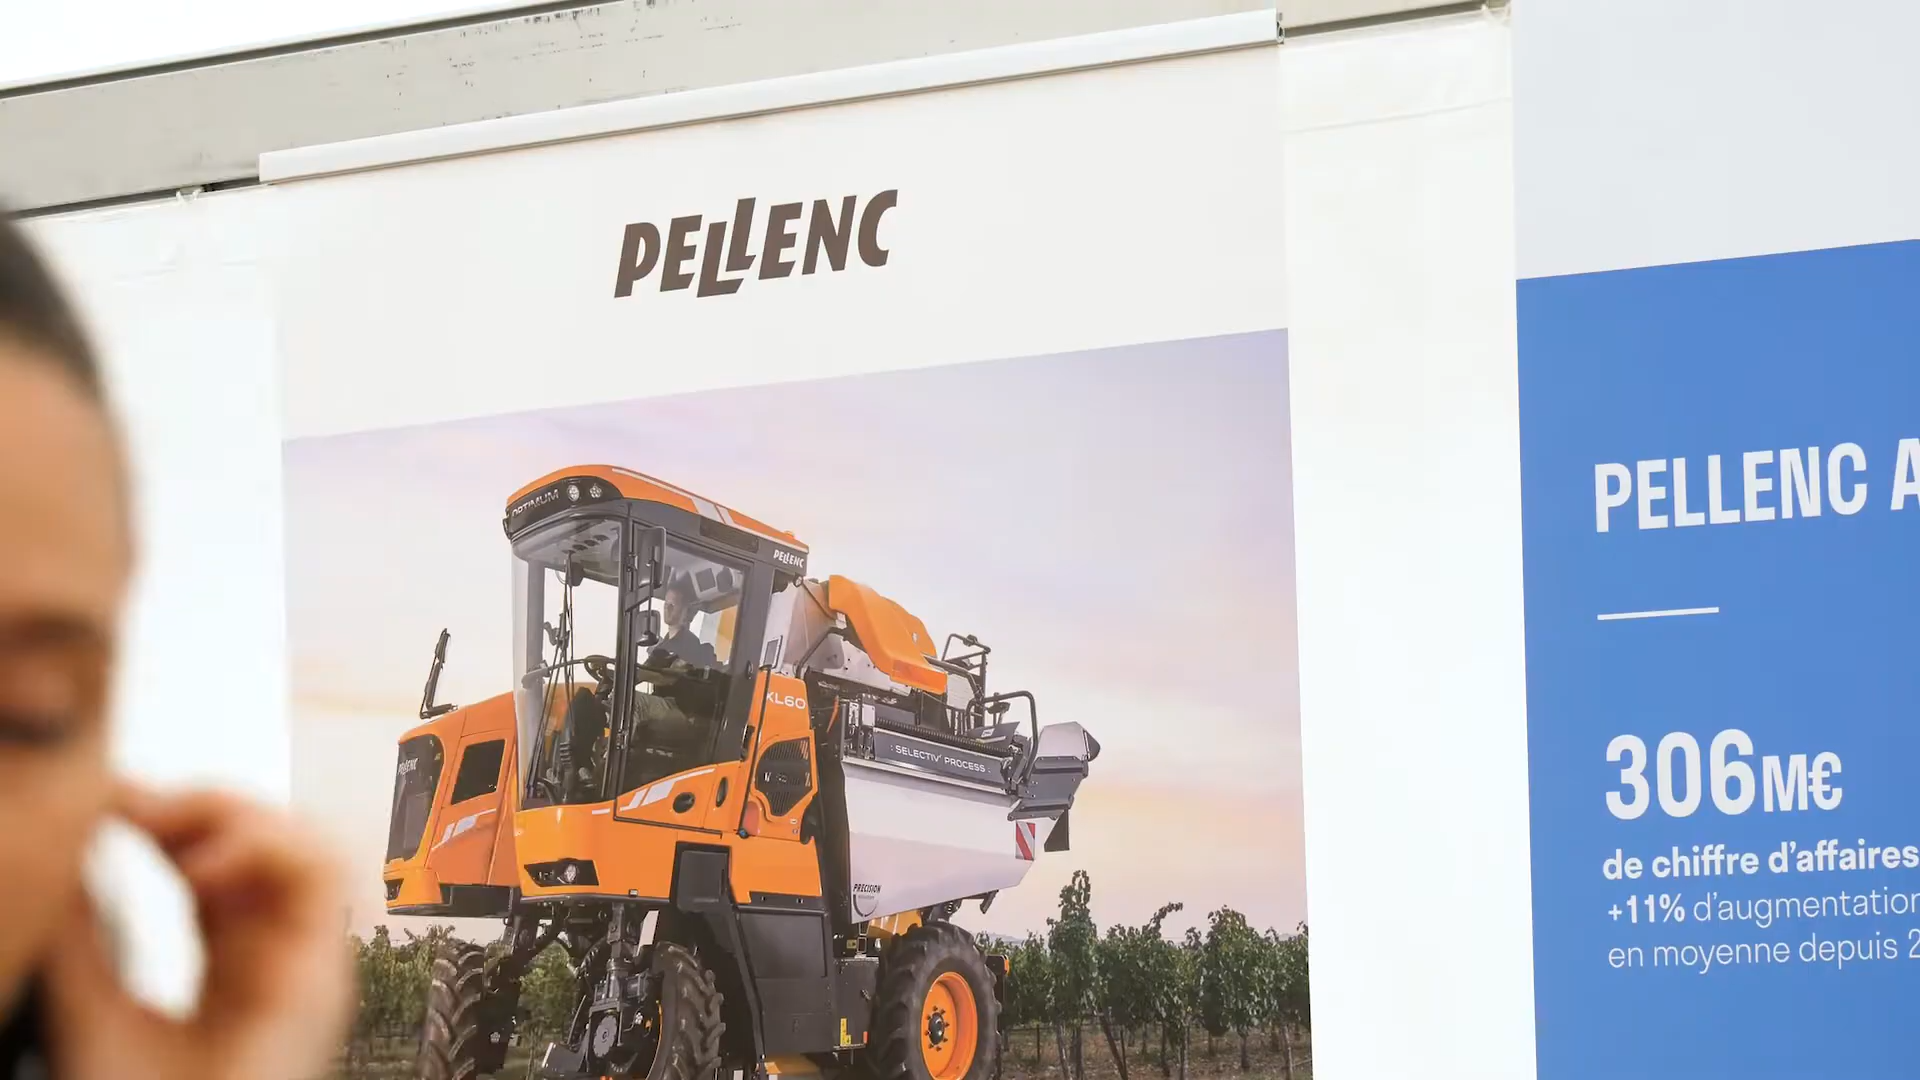 PELLENC
OPTIMUM
PELLENC
XL60
PELLENC
: SELECTIV' PROCESS :
PRECISION
PELLENC A
306M€
de chiffre d'affaires
+11% d'augmentation
en moyenne depuis 2